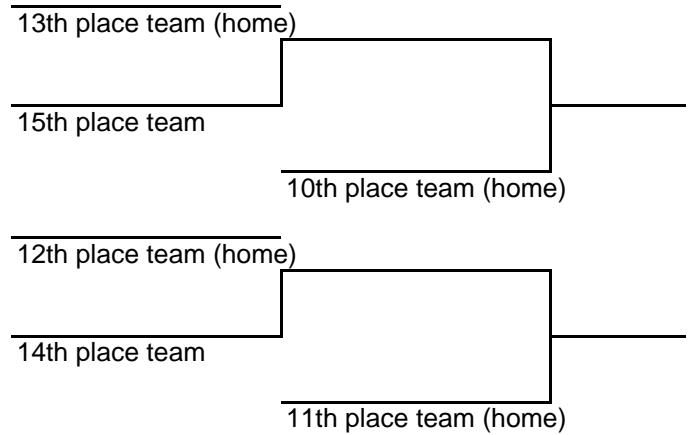 13th place team (home)
15th place team
10th place team (home)
12th place team (home)
14th place team
11th place team (home)